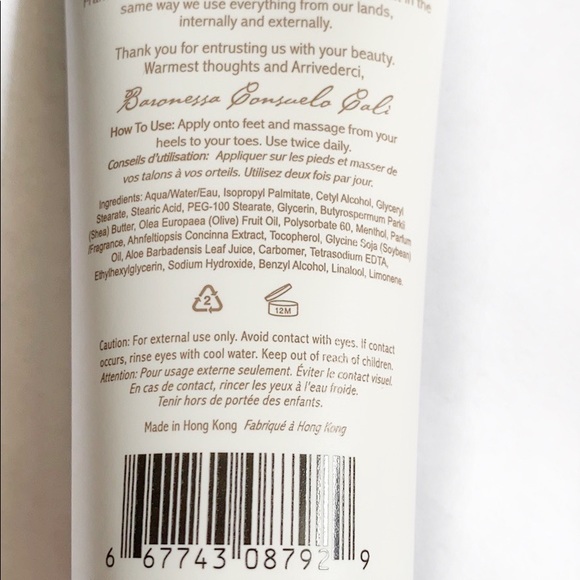 in the
same way we use everything from our lands,
internally and externally.
Thank you for entrusting us with your beauty.
Warmest thoughts and Arrivederci,
Baronessa Consuelo Cali
How To Use: Apply onto feet and massage from your
heels to your toes. Use twice daily.
Conseils d'utilisation: Appliquer sur les pieds et masser de
vos talons à vos orteils. Utilisez deux fois par jour.
Ingredients: Aqua/Water/Eau, Isopropyl Palmitate, Cetyl Alcohol, Glyceryl
Stearate, Stearic Acid, PEG-100 Stearate, Glycerin, Butyrospermum Parkii
(Shea) Butter, Olea Europaea (Olive) Fruit Oil, Polysorbate 60, Menthol, Parfum
/Fragrance, Ahnfeltiopsis Concinna Extract, Tocopherol, Glycine Soja (Soybean)
Oil, Aloe Barbadensis Leaf Juice, Carbomer, Tetrasodium EDTA,
Ethylhexylglycerin, Sodium Hydroxide, Benzyl Alcohol, Linalool, Limonene.
2
12M
Caution: For external use only. Avoid contact with eyes. If contact
occurs, rinse eyes with cool water. Keep out of reach of children.
Attention: Pour usage externe seulement. Éviter le contact visuel.
En cas de contact, rincer les yeux à l'eau froide.
Tenir hors de portée des enfants.
Made in Hong Kong Fabriqué à Hong Kong
6 67743 08792 9